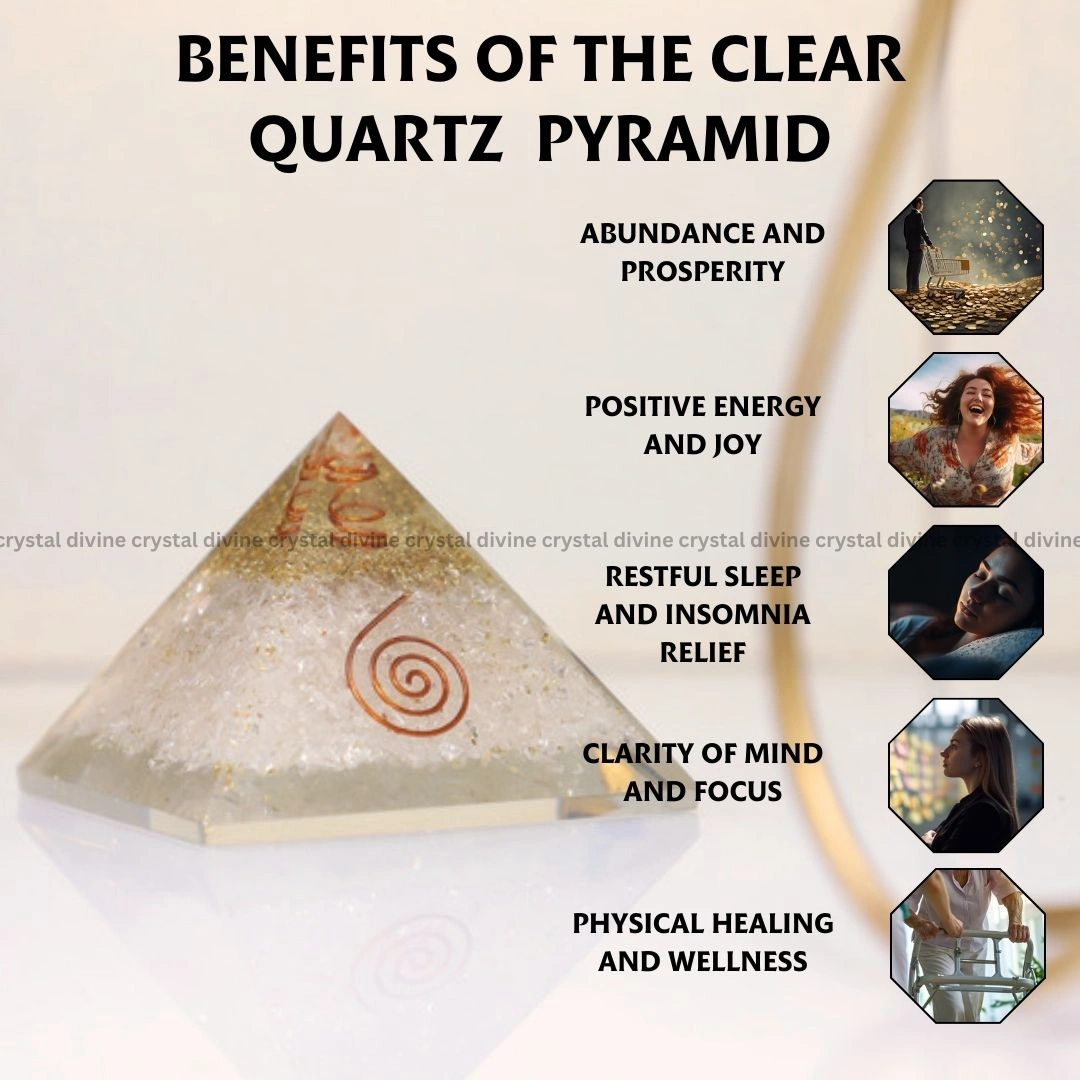 BENEFITS OF THE CLEAR
QUARTZ PYRAMID
ABUNDANCE AND
PROSPERITY
POSITIVE ENERGY
AND JOY
crystal divine crystal divine crystal divine crystal divine crystal divine crystal divine crystal divine crystal divine
RESTFUL SLEEP
AND INSOMNIA
RELIEF
CLARITY OF MIND
AND FOCUS
PHYSICAL HEALING
AND WELLNESS